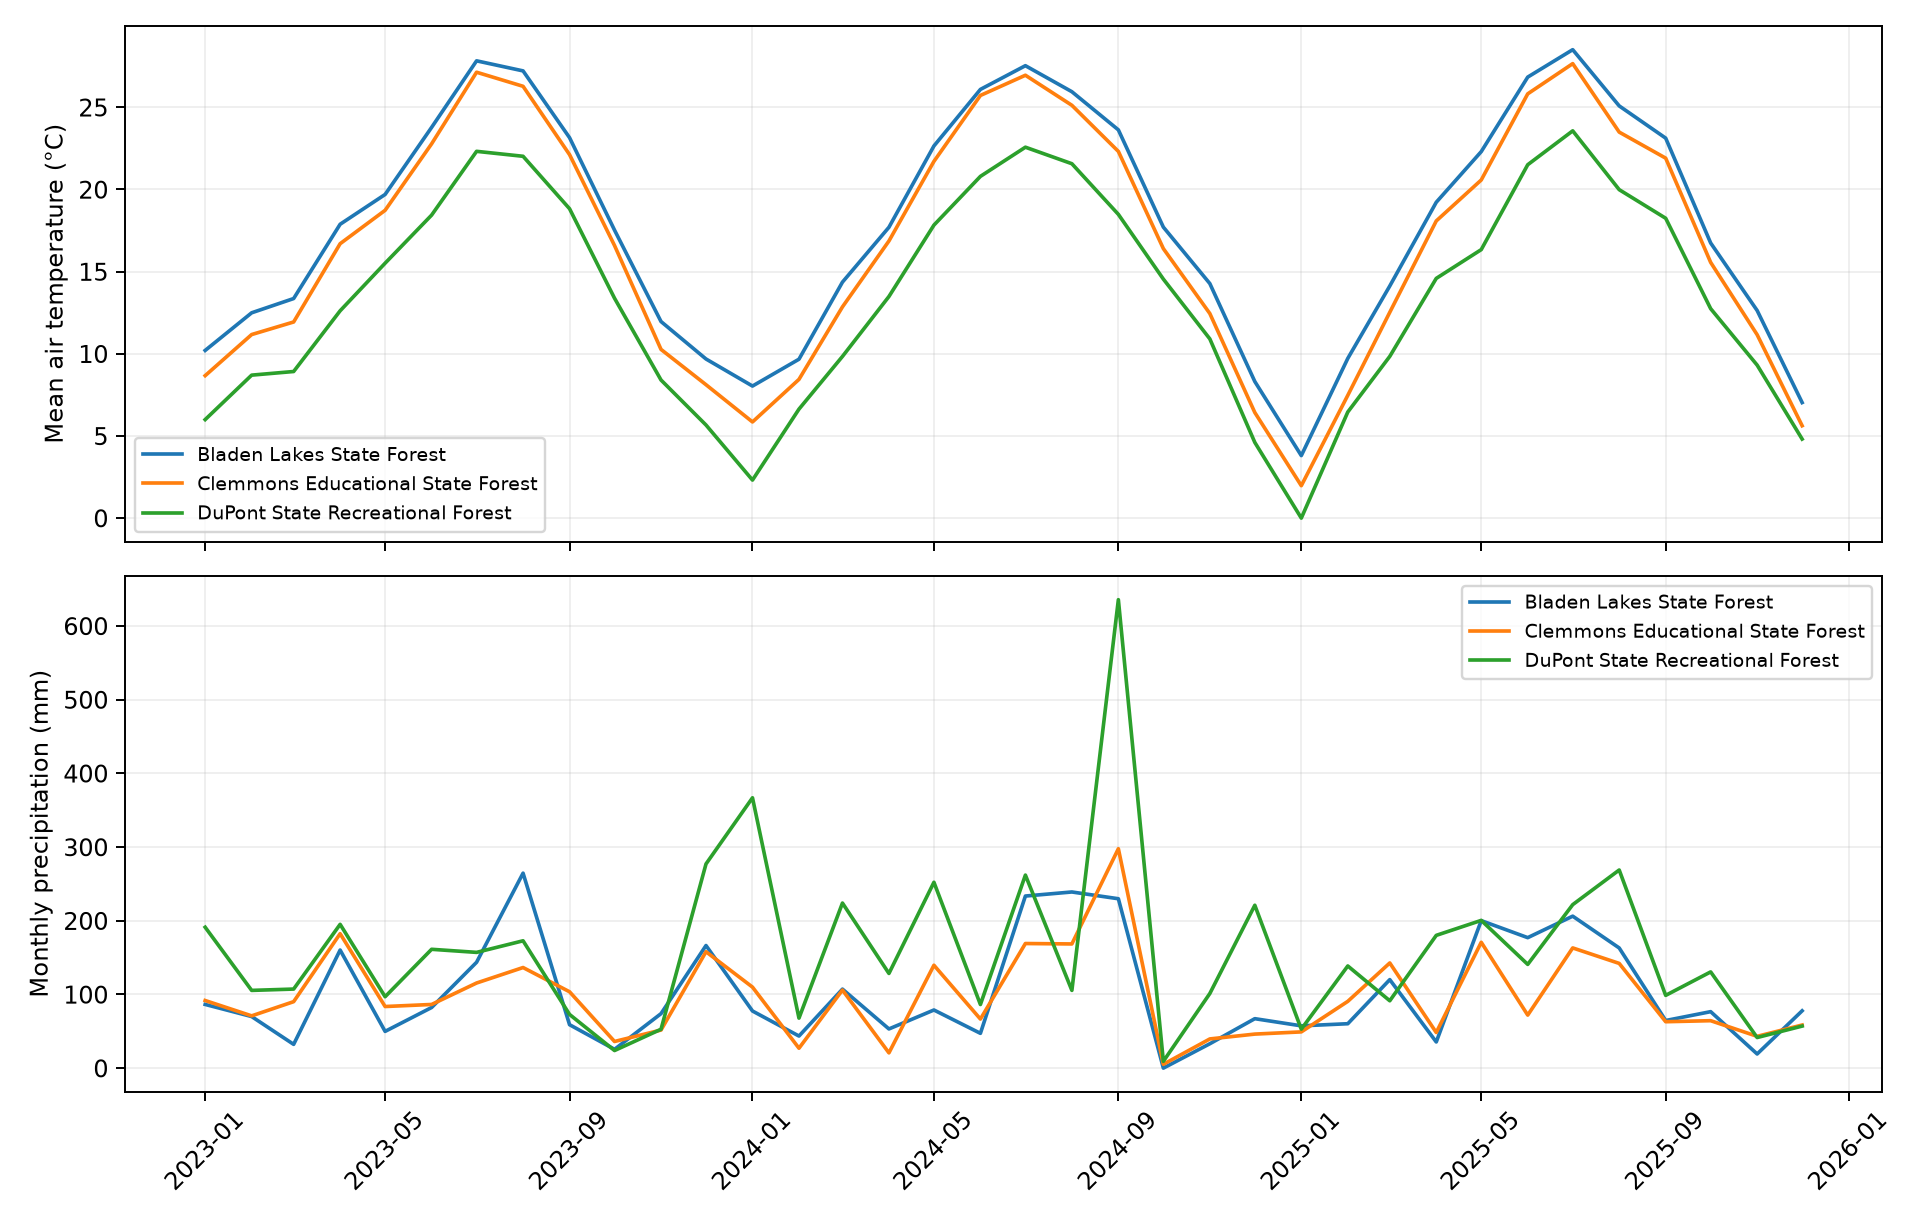 Mean air temperature (°C)
25
20
15
10
5
0
Bladen Lakes State Forest
Clemmons Educational State Forest
DuPont State Recreational Forest
Monthly precipitation (mm)
600
500
400
300
200
100
0
Bladen Lakes State Forest
Clemmons Educational State Forest
DuPont State Recreational Forest
2023-01
2023-05
2023-09
2024-01
2024-05
2024-09
2025-01
2025-05
2025-09
2026-01